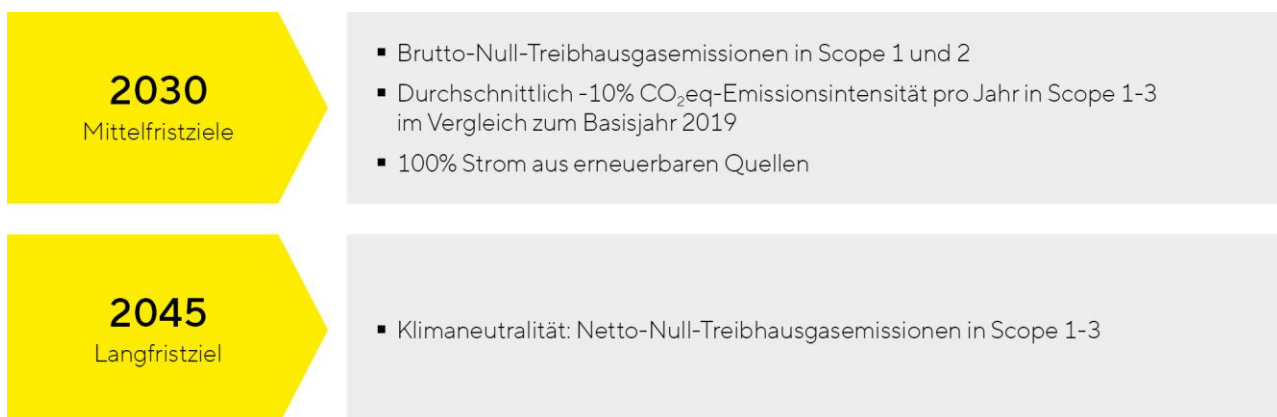 2030
Mittelfristziele
▪ Brutto-Null-Treibhausgasemissionen in Scope 1 und 2
▪ Durchschnittlich -10% CO₂eq-Emissionsintensität pro Jahr in Scope 1-3
im Vergleich zum Basisjahr 2019
▪ 100% Strom aus erneuerbaren Quellen
2045
Langfristziel
▪ Klimaneutralität: Netto-Null-Treibhausgasemissionen in Scope 1-3